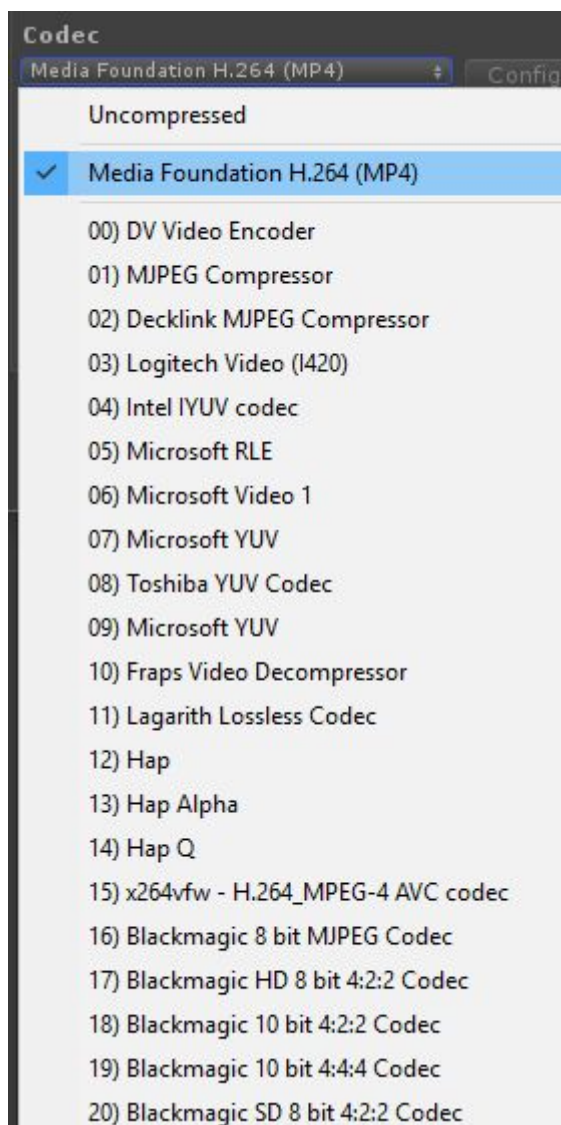 Codec
Media Foundation H.264 (MP4)
Config
Uncompressed
Media Foundation H.264 (MP4)
00) DV Video Encoder
01) MJPEG Compressor
02) Decklink MJPEG Compressor
03) Logitech Video (I420)
04) Intel IYUV codec
05) Microsoft RLE
06) Microsoft Video 1
07) Microsoft YUV
08) Toshiba YUV Codec
09) Microsoft YUV
10) Fraps Video Decompressor
11) Lagarith Lossless Codec
12) Hap
13) Hap Alpha
14) Hap Q
15) x264vfw - H.264_MPEG-4 AVC codec
16) Blackmagic 8 bit MJPEG Codec
17) Blackmagic HD 8 bit 4:2:2 Codec
18) Blackmagic 10 bit 4:2:2 Codec
19) Blackmagic 10 bit 4:4:4 Codec
20) Blackmagic SD 8 bit 4:2:2 Codec